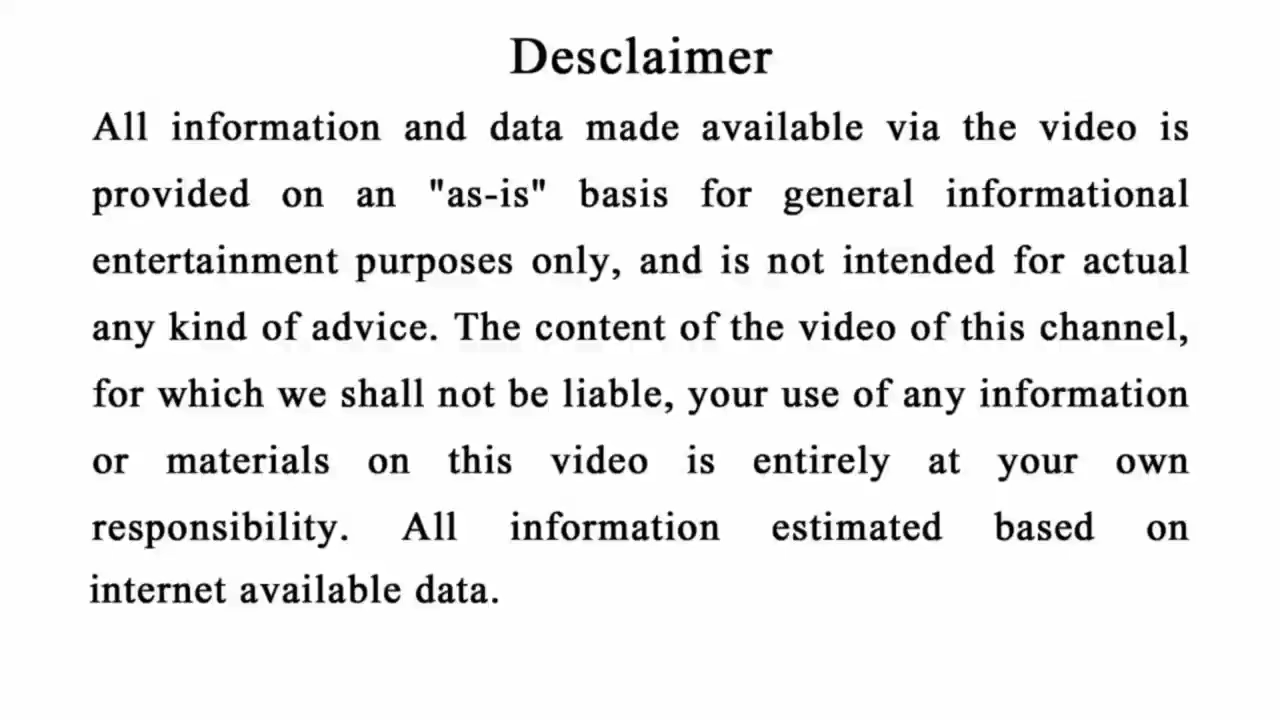 Desclaimer
All information and data made available via the video is
provided on an "as-is" basis for general informational
entertainment purposes only, and is not intended for actual
any kind of advice. The content of the video of this channel,
for which we shall not be liable, your use of any information
or materials on this video is entirely at your own
responsibility. All information estimated based on
internet available data.